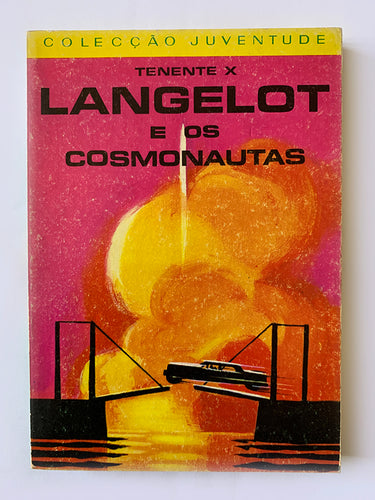 COLECÇÃO JUVENTUDE
TENENTE X
LANGELOT
E OS
COSMONAUTAS